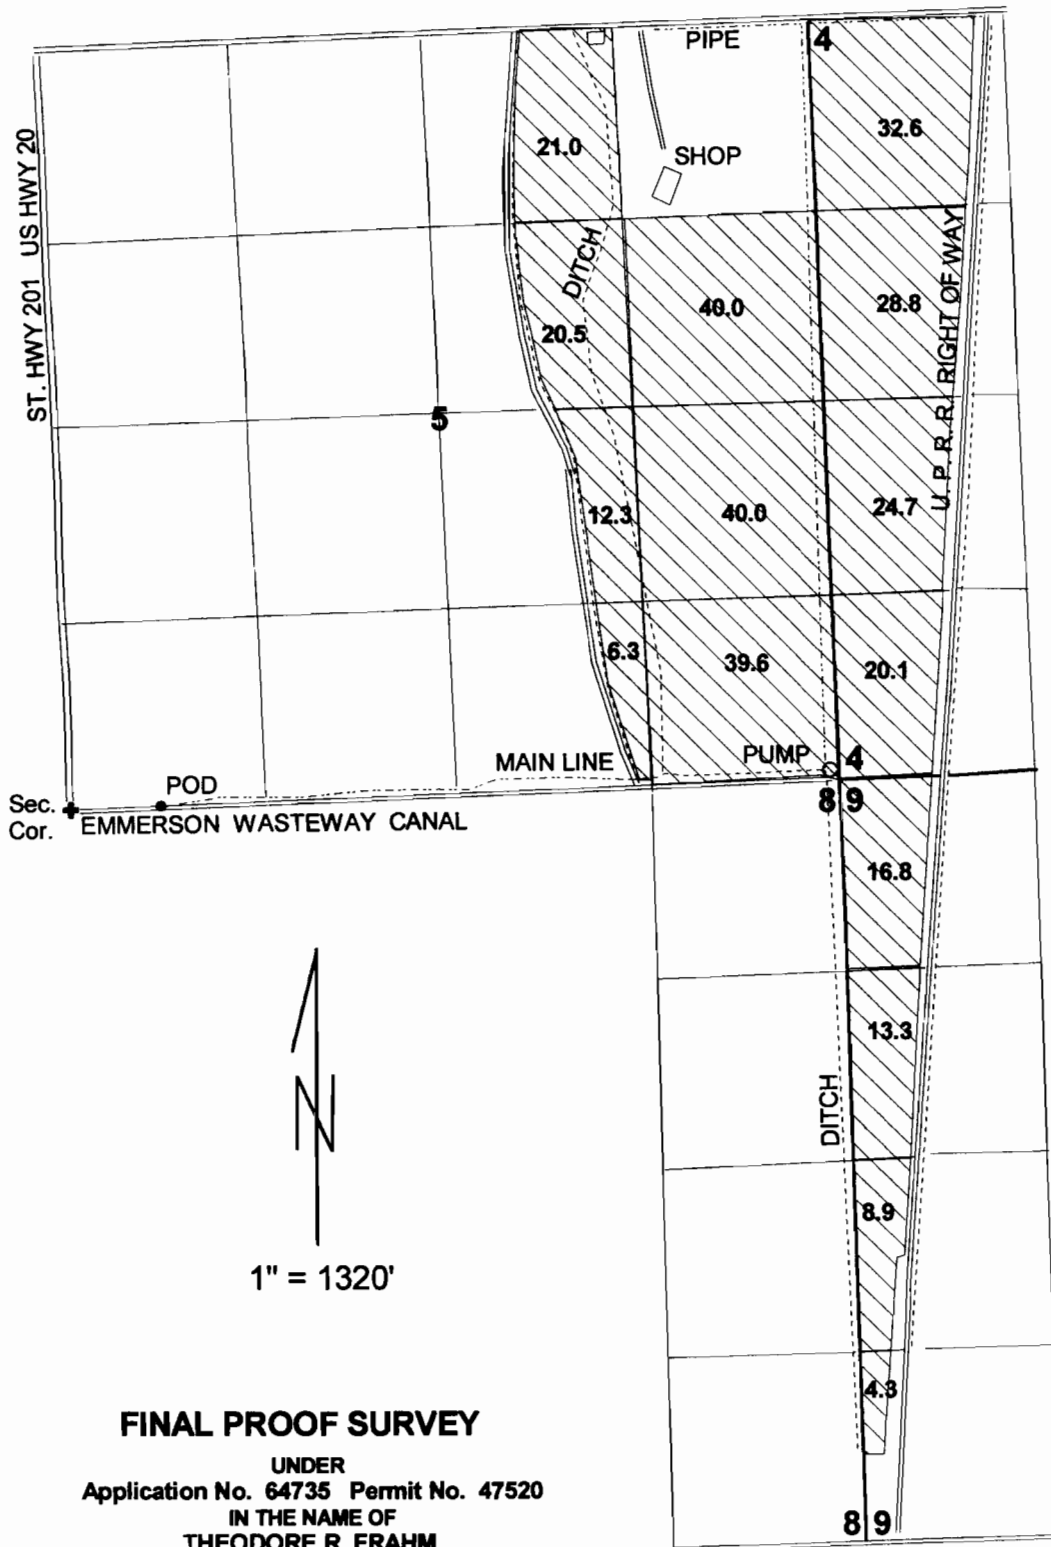 PIPE
4
32.6
21.0
SHOP
ST. HWY 201 US HWY 20
DITCH
40.0
28.8
U. P. R. R. RIGHT OF WAY
20.5
5
12.3
40.0
24.7
6.3
39.6
20.1
MAIN LINE
PUMP
4
POD
Sec.
Cor.
EMMERSON WASTEWAY CANAL
8 9
16.8
13.3
DITCH
N
8.9
1" = 1320'
4.3
FINAL PROOF SURVEY
UNDER
Application No. 64735 Permit No. 47520
IN THE NAME OF
THEODORE R. FRAHM
8 9